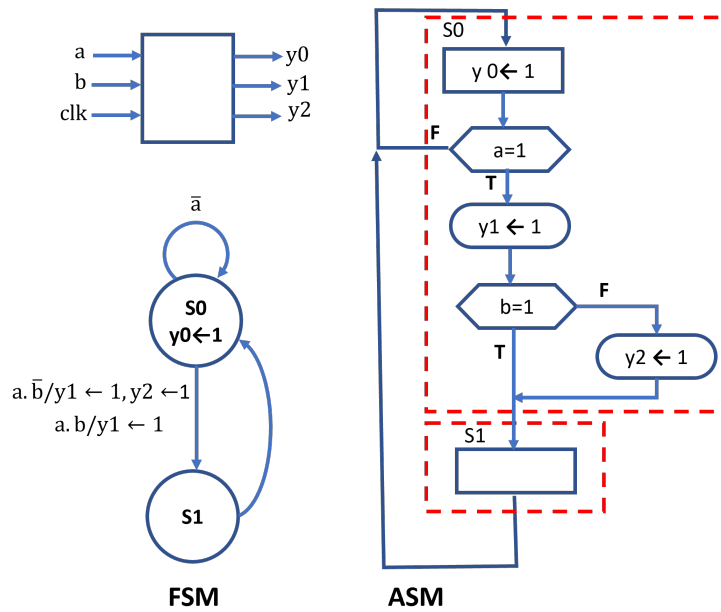 a
b
clk
y0
y1
y2
a̅
S0
y0←1
a. b̅/y1 ← 1, y2 ←1
a. b/y1 ← 1
S1
FSM
S0
y 0← 1
F
a=1
T
y1 ← 1
b=1
F
T
y2 ← 1
S1
ASM